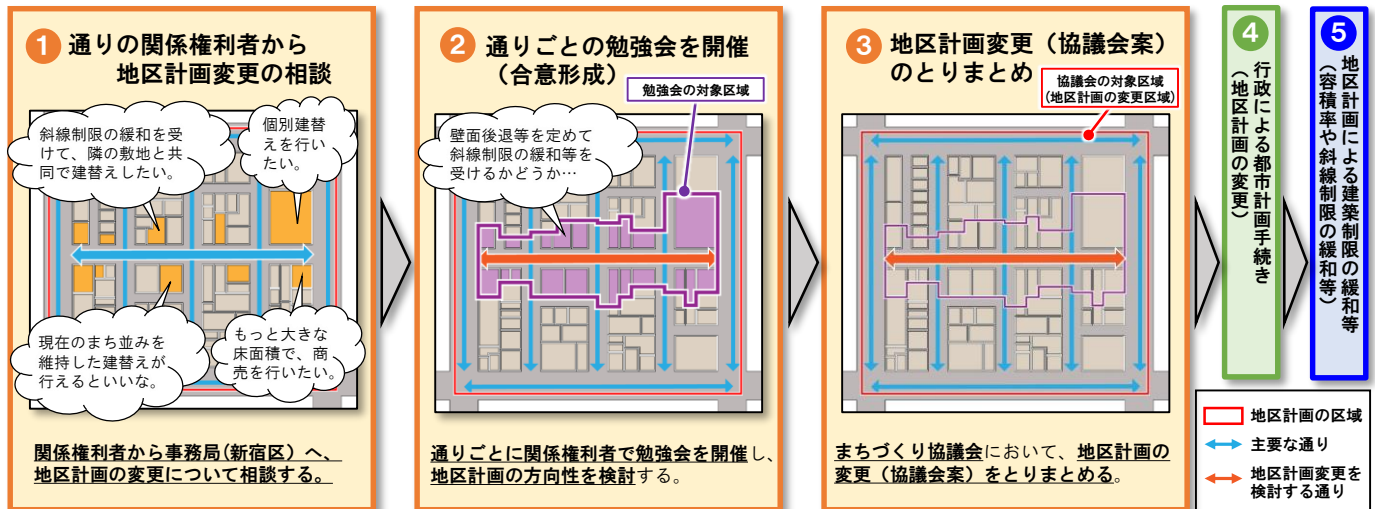 1 通りの関係権利者から
地区計画変更の相談
斜線制限の緩和を受
けて、隣の敷地と共
同で建替えしたい。
個別建替
えを行い
たい。
現在のまち並みを
維持した建替えが
行えるといいな。
もっと大きな
床面積で、商
売を行いたい。
関係権利者から事務局(新宿区)へ、
地区計画の変更について相談する。
2 通りごとの勉強会を開催
（合意形成）
勉強会の対象区域
壁面後退等を定めて
斜線制限の緩和等を
受けるかどうか…
通りごとに関係権利者で勉強会を開催し、
地区計画の方向性を検討する。
3 地区計画変更（協議会案）
のとりまとめ
協議会の対象区域
(地区計画の変更区域)
まちづくり協議会において、地区計画の
変更（協議会案）をとりまとめる。
4
行政による都市計画手続き
（地区計画の変更）
5
地区計画による建築制限の緩和等
（容積率や斜線制限の緩和等）
地区計画の区域
主要な通り
地区計画変更を
検討する通り